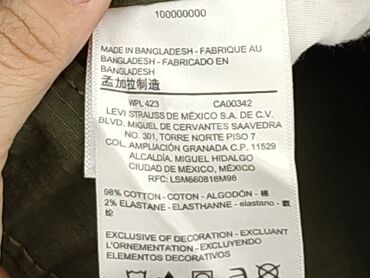 100000000
MADE IN BANGLADESH - FABRIQUE AU
BANGLADESH - FABRICADO EN
BANGLADESH
孟加拉制造
WPL 423 CA00342
LEVI STRAUSS DE MÉXICO S.A. DE C.V.
BLVD. MIGUEL DE CERVANTES SAAVEDRA
NO. 301, TORRE NORTE PISO 7
COL. AMPLIACIÓN GRANADA C.P. 11529
ALCALDÍA, MIGUEL HIDALGO
CIUDAD DE MÉXICO, MÉXICO
RFC: LSM660818M98
98% COTTON - COTON - ALGODÓN - 棉
2% ELASTANE - ELASTHANNE - elastano - 氨
纶
EXCLUSIVE OF DECORATION - EXCLUANT
L'ORNEMENTATION - EXCLUYENDO
ELEMENTOS DECORATIVOS